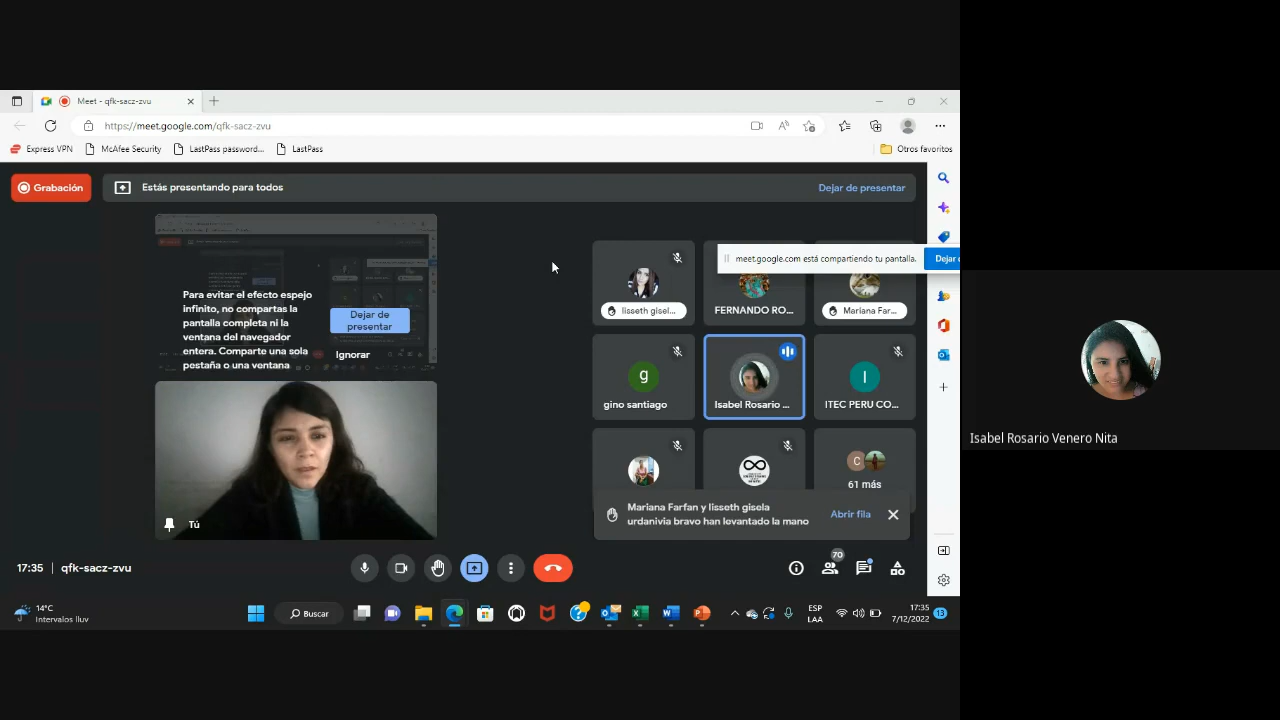 Meet - qfk-sacz-zvu
https://meet.google.com/qfk-sacz-zvu
Express VPN
McAfee Security
LastPass password...
LastPass
Otros favoritos
Grabación
Estás presentando para todos
Dejar de presentar
meet.google.com está compartiendo tu pantalla.
Dejar
Para evitar el efecto espejo
infinito, no compartas la
pantalla completa ni la
ventana del navegador
entera. Comparte una sola
pestaña o una ventana
Dejar de
presentar
Ignorar
lisseth gisel...
FERNANDO RO...
Mariana Far...
g
gino santiago
Isabel Rosario ...
I
ITEC PERU CO...
C
61 más
Tú
Mariana Farfan y lisseth gisela
urdanivia bravo han levantado la mano
Abrir fila
Isabel Rosario Venero Nita
17:35
qfk-sacz-zvu
70
14°C
Intervalos lluv
Buscar
ESP
LAA
17:35
7/12/2022
13